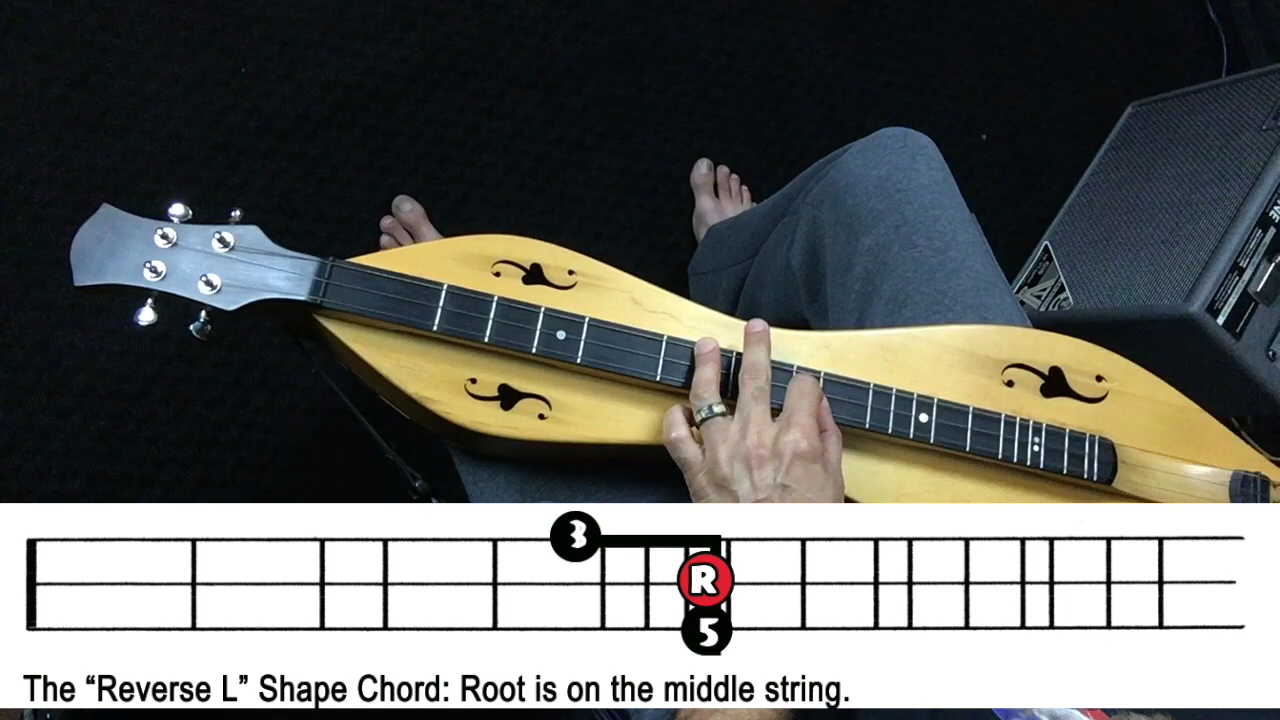 3
R
5
The “Reverse L” Shape Chord: Root is on the middle string.